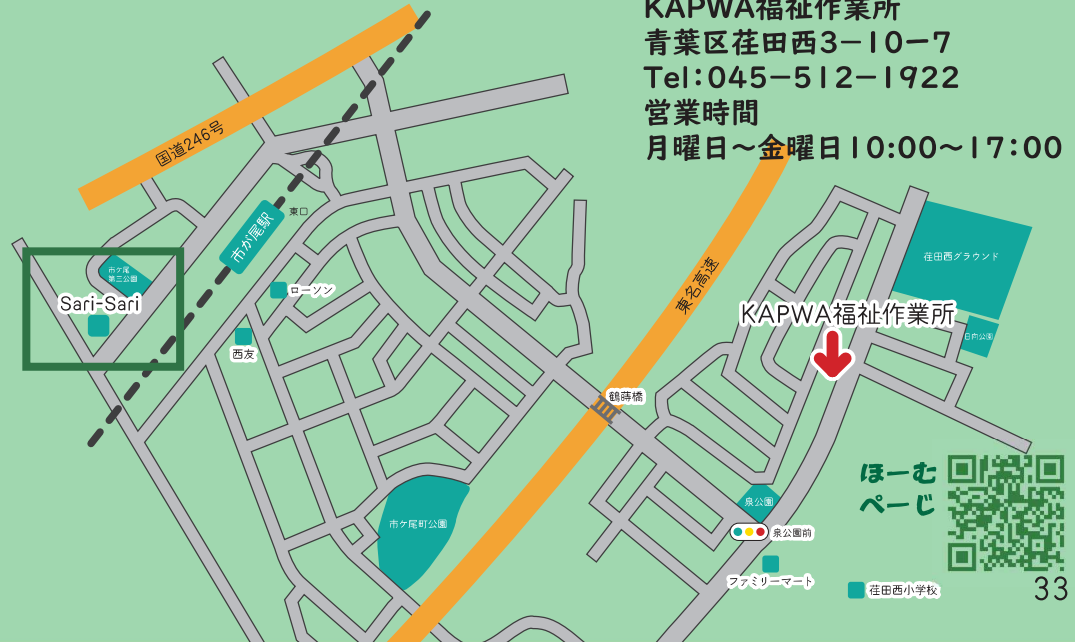 KAPWA福祉作業所
青葉区荏田西3−10−7
Tel:045−512−1922
営業時間
月曜日〜金曜日10:00〜17:00
国道246号
東口
市が尾駅
市ケ尾
第三公園
Sari-Sari
ローソン
西友
東名高速
荏田西グラウンド
日向公園
KAPWA福祉作業所
鶴蒔橋
市ケ尾町公園
泉公園
泉公園前
ファミリーマート
荏田西小学校
ほーむ
ぺーじ
33